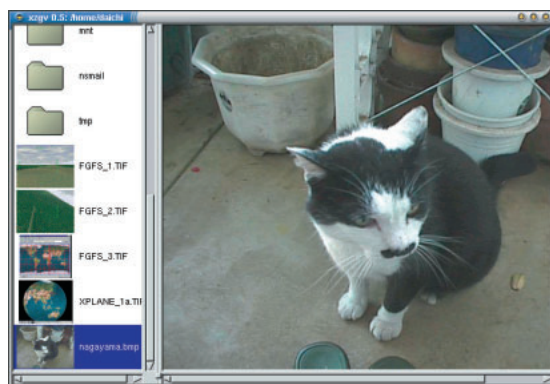 xzgv 0.5: /home/daichi
mnt
nsmail
tmp
FGFS_1.TIF
FGFS_2.TIF
FGFS_3.TIF
XPLANE_1a.TIF
nagayama.bmp